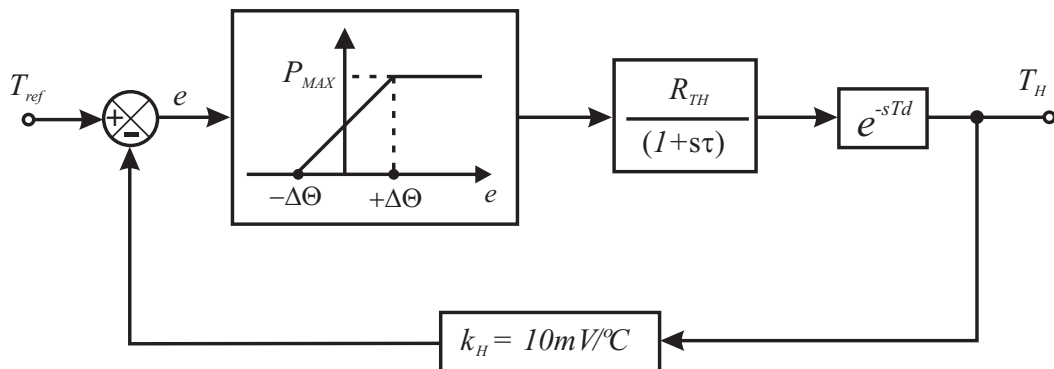 T_ref
+
-
e
P_MAX
−ΔΘ
+ΔΘ
e
R_TH
(1+sτ)
e^-sTd
T_H
k_H = 10mV/ºC